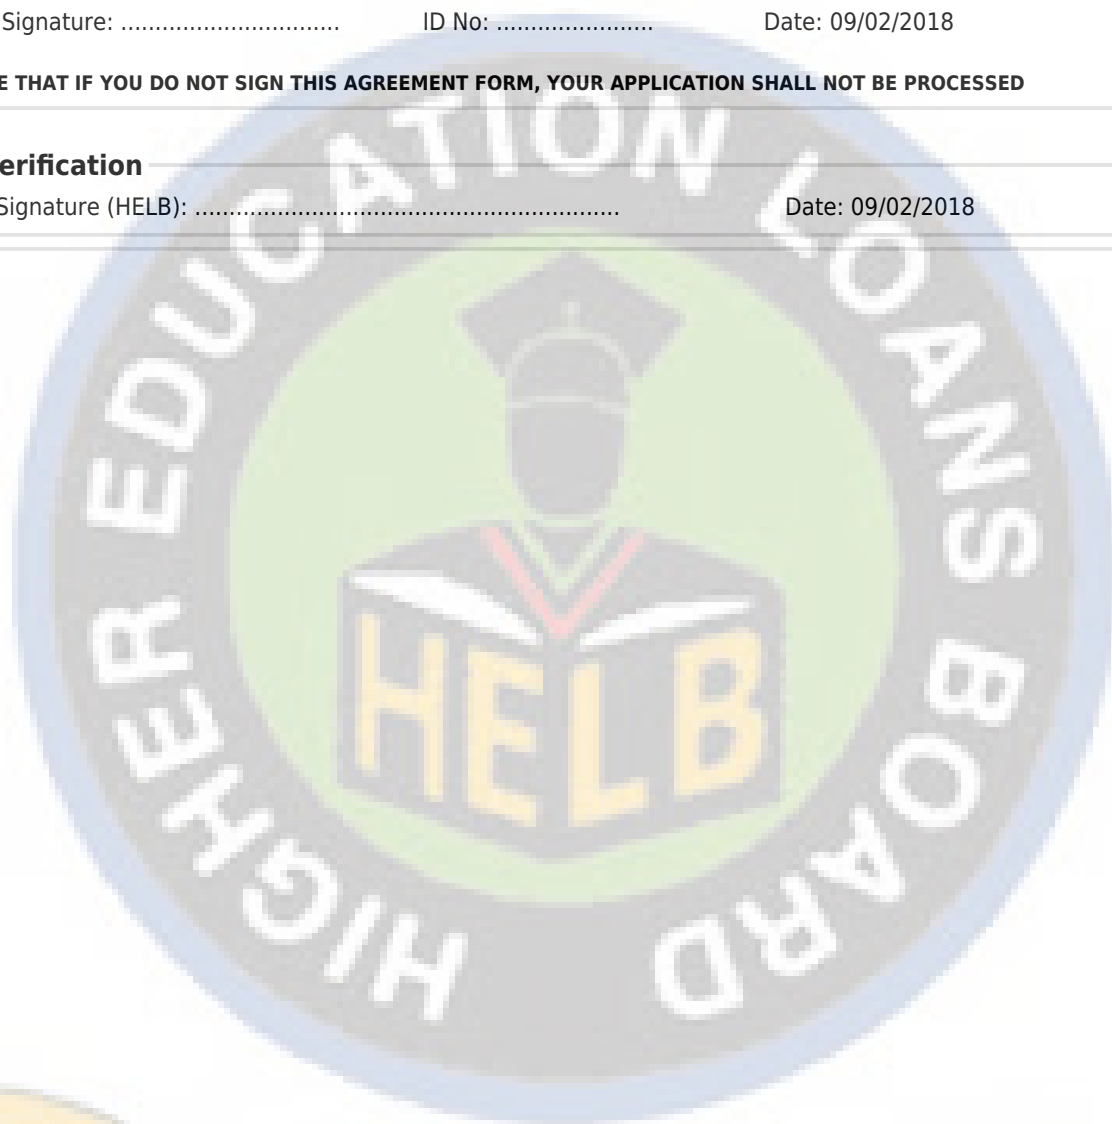 Signature: ................................ ID No: ....................... Date: 09/02/2018
E THAT IF YOU DO NOT SIGN THIS AGREEMENT FORM, YOUR APPLICATION SHALL NOT BE PROCESSED
erification
Signature (HELB): .............................................................. Date: 09/02/2018
HIGHER EDUCATION LOANS BOARD
HELB